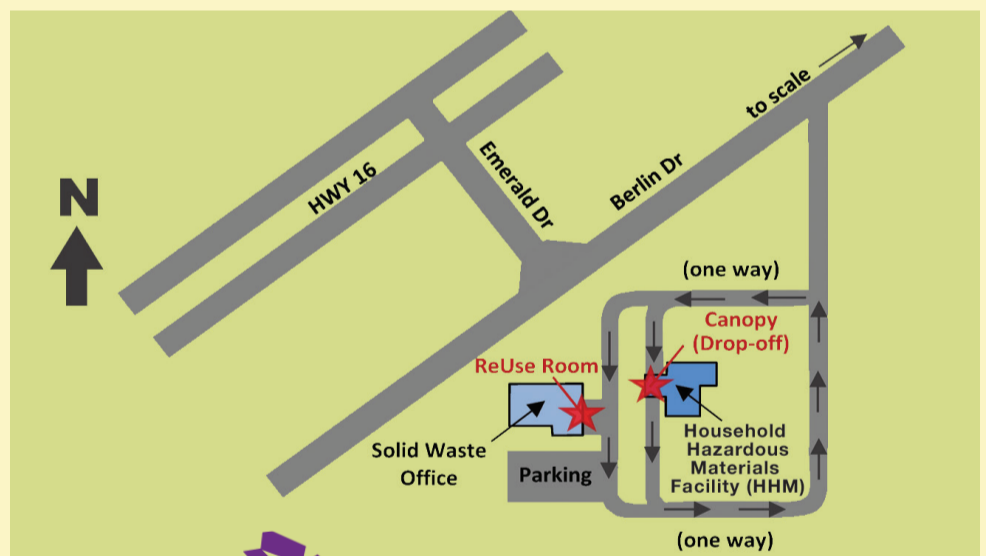 to scale
Emerald Dr
Berlin Dr
HWY 16
N
(one way)
Canopy
(Drop-off)
ReUse Room
Solid Waste
Office
Parking
Household
Hazardous
Materials
Facility (HHM)
(one way)